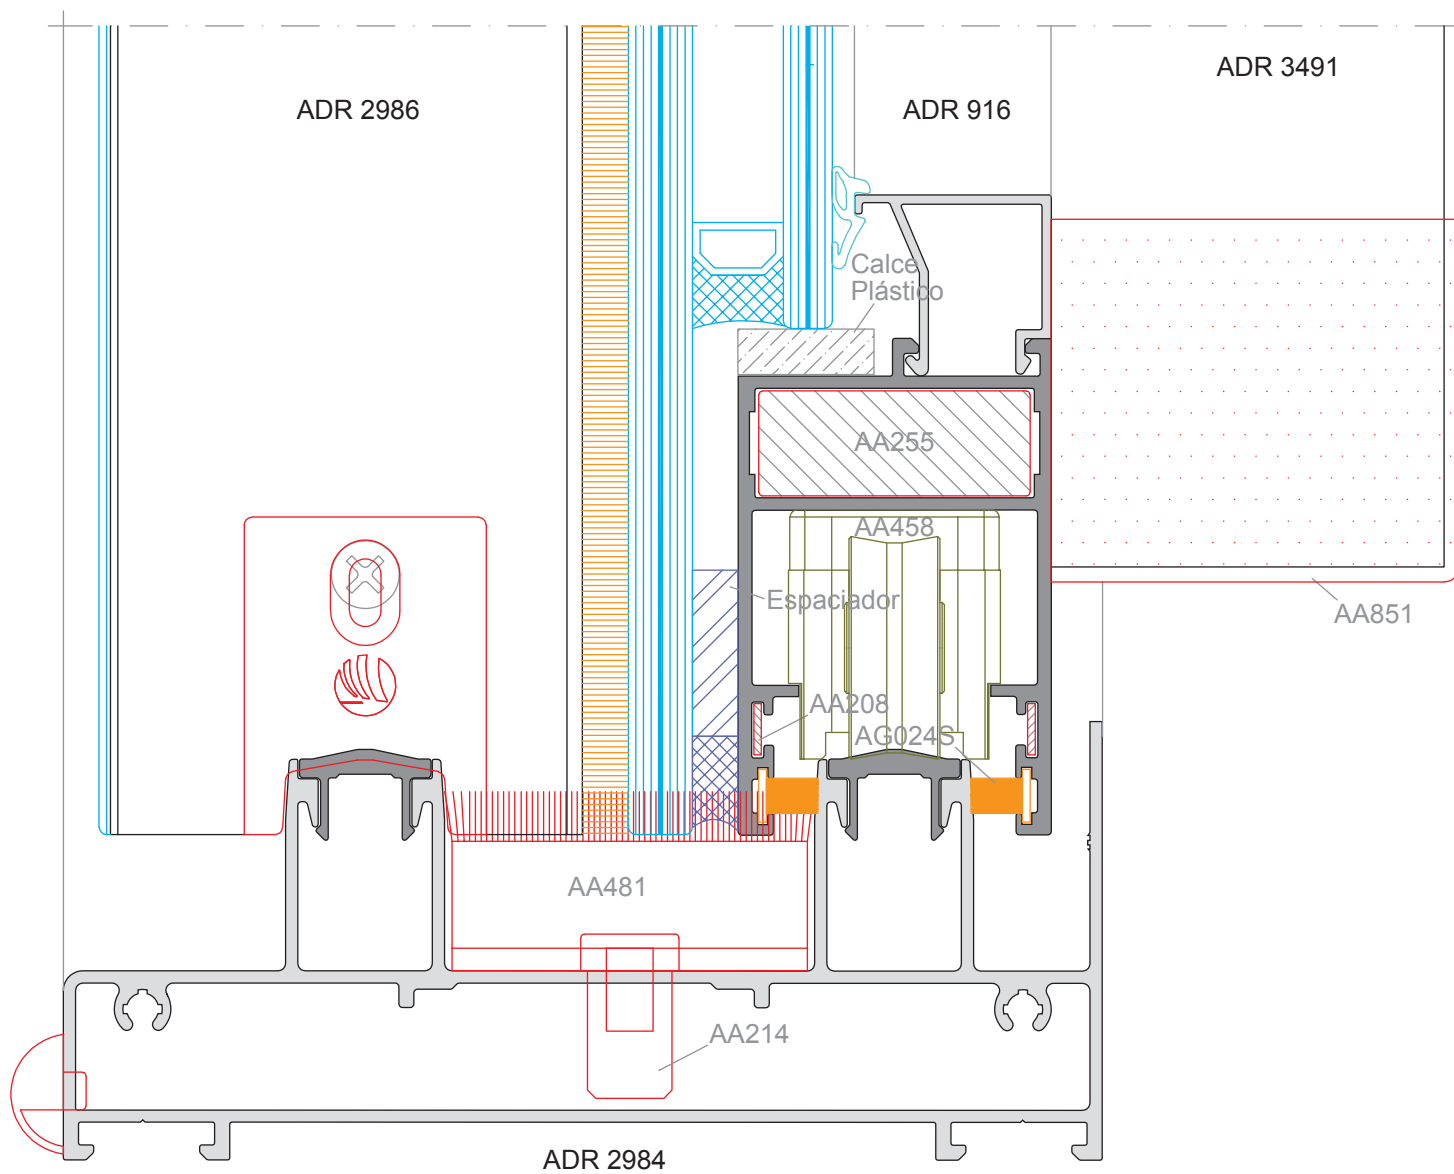 ADR 3491
ADR 2986
ADR 916
Calce
Plástico
AA255
AA458
Espaciador
AA851
AA208
AG024S
AA481
AA214
ADR 2984